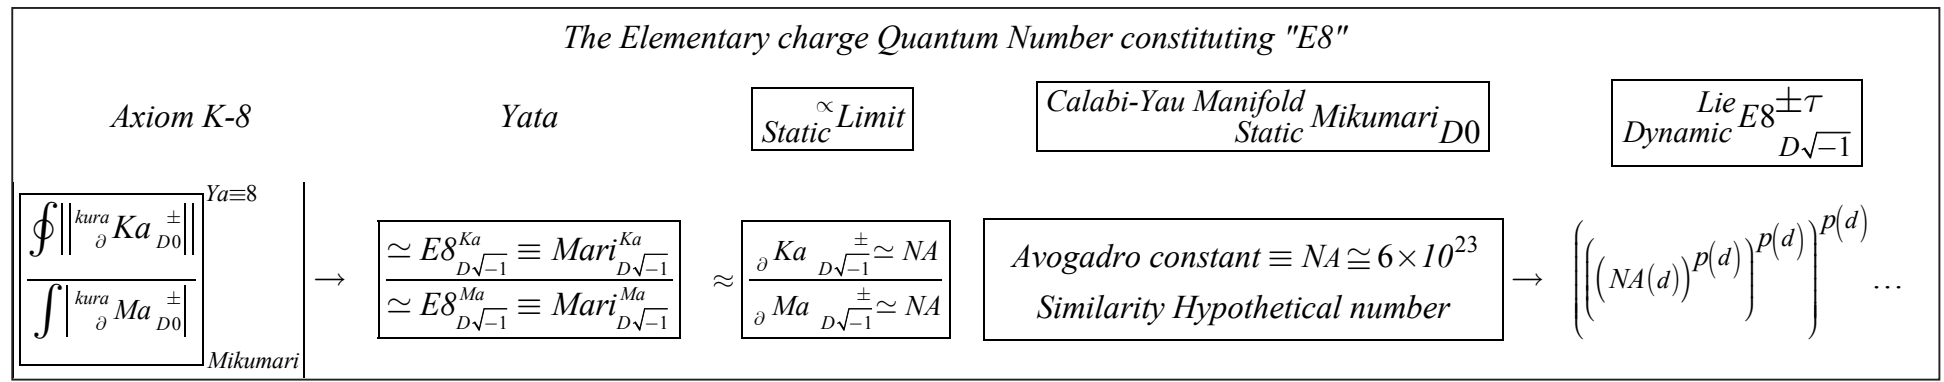 The Elementary charge Quantum Number constituting "E8"
Axiom K-8 Yata ∝ Static Limit Calabi-Yau Manifold Static Mikumari D0 Lie Dynamic E8 ±τ D√−1
∮‖ kura ∂ Ka ± D0 ‖ Ya≡8
∫| kura ∂ Ma ± D0 | Mikumari
→
≃ E8 Ka D√−1 ≡ Mari Ka D√−1
≃ E8 Ma D√−1 ≡ Mari Ma D√−1
≈
∂ Ka ± D√−1 ≃ NA
∂ Ma ± D√−1 ≃ NA
Avogadro constant ≡ NA ≅ 6×10^23
Similarity Hypothetical number
→ (((NA(d))^p(d))^p(d))^p(d) ...